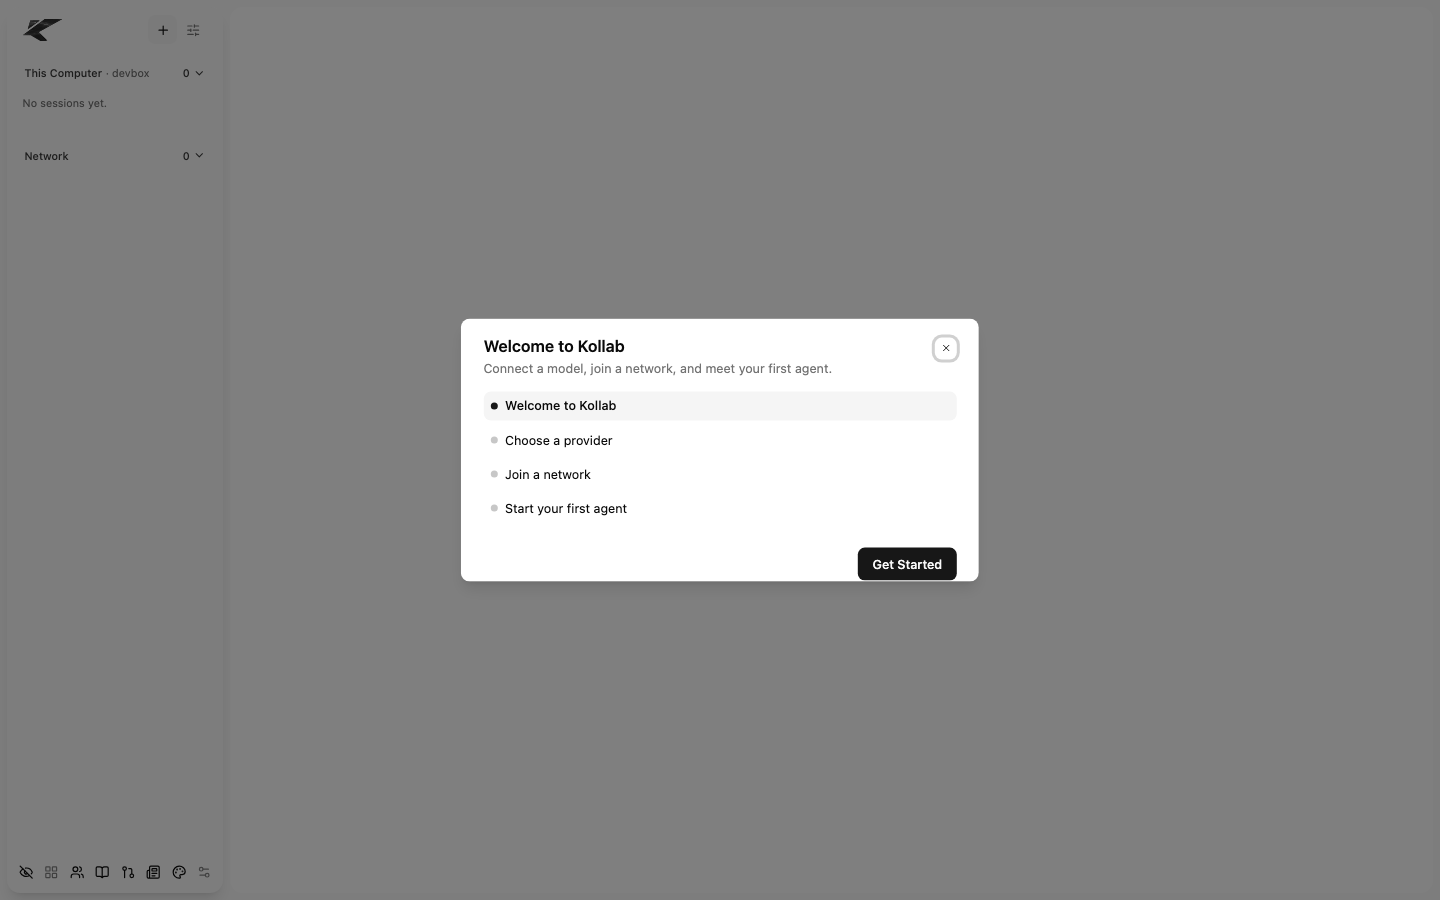 This Computer · devbox 0
No sessions yet.
Network 0
Welcome to Kollab
Connect a model, join a network, and meet your first agent.
Welcome to Kollab
Choose a provider
Join a network
Start your first agent
Get Started